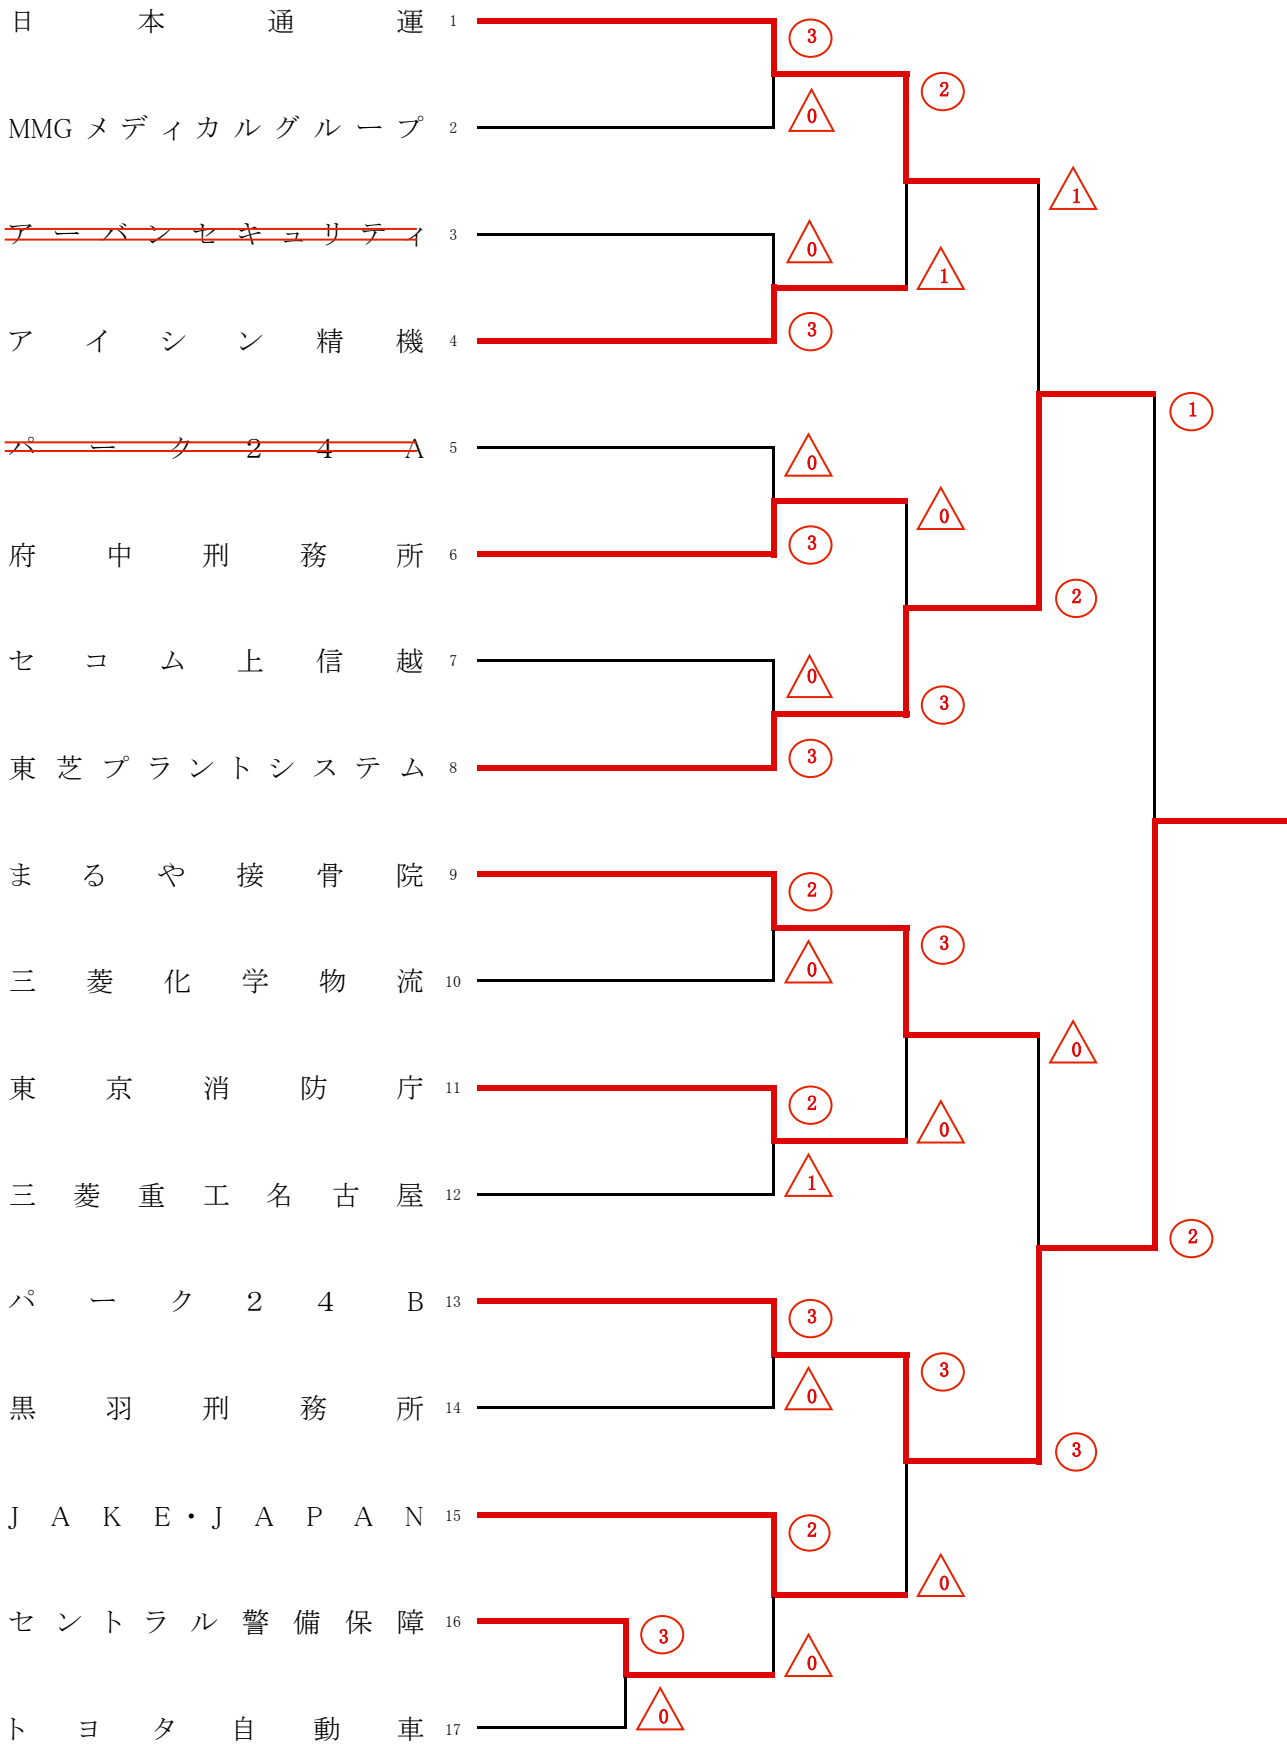 日本通運 1
3
2
MMGメディカルグループ 2
0
1
アーバンセキュリティ 3
0
1
アイシン精機 4
3
1
パーク24A 5
0
0
府中刑務所 6
3
2
セコム上信越 7
0
3
東芝プラントシステム 8
3
まるや接骨院 9
2
3
三菱化学物流 10
0
0
東京消防庁 11
2
0
三菱重工名古屋 12
1
2
パーク24B 13
3
3
黒羽刑務所 14
0
3
JAKE・JAPAN 15
2
0
セントラル警備保障 16
3
0
トヨタ自動車 17
0